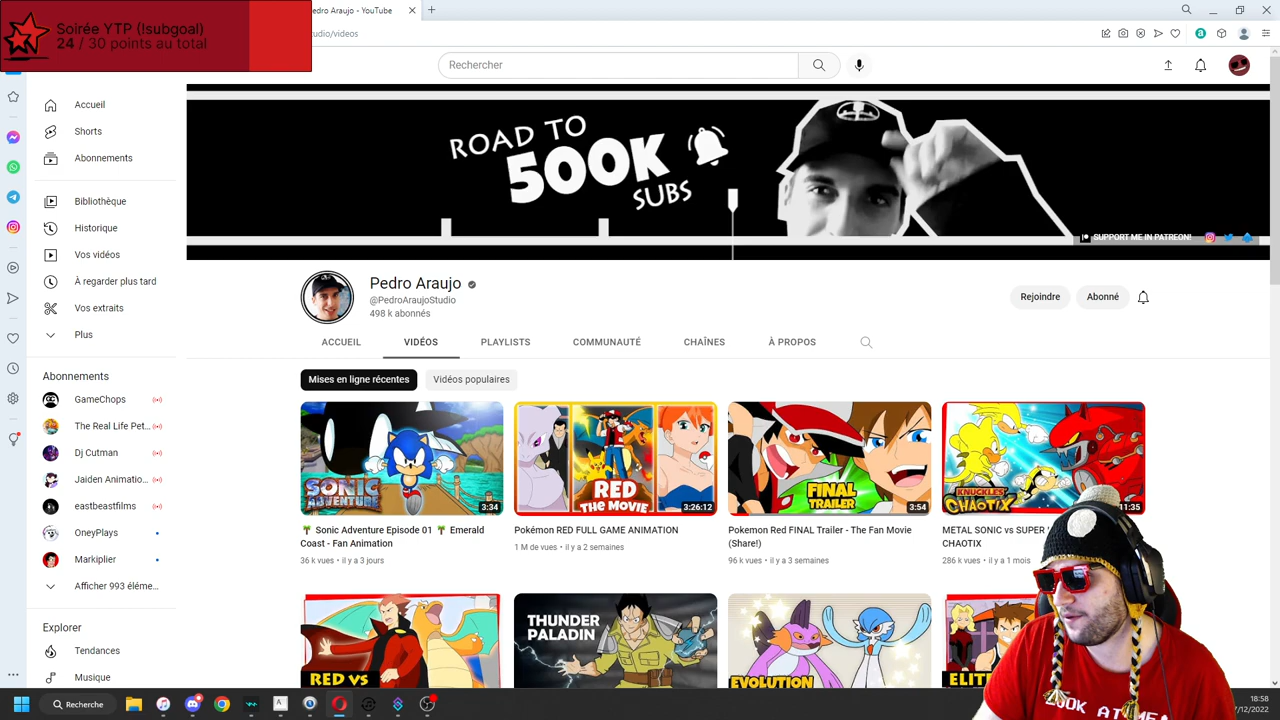 Soirée YTP (!subgoal)
24 / 30 points au total
edro Araujo - YouTube
tudio/videos
Rechercher
Accueil
Shorts
Abonnements
Bibliothèque
Historique
Vos vidéos
À regarder plus tard
Vos extraits
Plus
Abonnements
GameChops
The Real Life Pet...
Dj Cutman
Jaiden Animatio...
eastbeastfilms
OneyPlays
Markiplier
Afficher 993 éléme...
Explorer
Tendances
Musique
ROAD TO
500K
SUBS
SUPPORT ME IN PATREON!
Pedro Araujo
@PedroAraujoStudio
498 k abonnés
Rejoindre
Abonné
ACCUEIL
VIDÉOS
PLAYLISTS
COMMUNAUTÉ
CHAÎNES
À PROPOS
Mises en ligne récentes
Vidéos populaires
SONIC
ADVENTURE
3:34
🌴 Sonic Adventure Episode 01 🌴 Emerald
Coast - Fan Animation
36 k vues • il y a 3 jours
RED
THE MOVIE
3:26:12
Pokémon RED FULL GAME ANIMATION
1 M de vues • il y a 2 semaines
FINAL
TRAILER
3:54
Pokemon Red FINAL Trailer - The Fan Movie
(Share!)
96 k vues • il y a 3 semaines
KNUCKLES
CHAOTIX
11:35
METAL SONIC vs SUPER
CHAOTIX
286 k vues • il y a 1 mois
RED VS
THUNDER
PALADIN
EVOLUTION
ELIT
Recherche
18:58
/12/2022